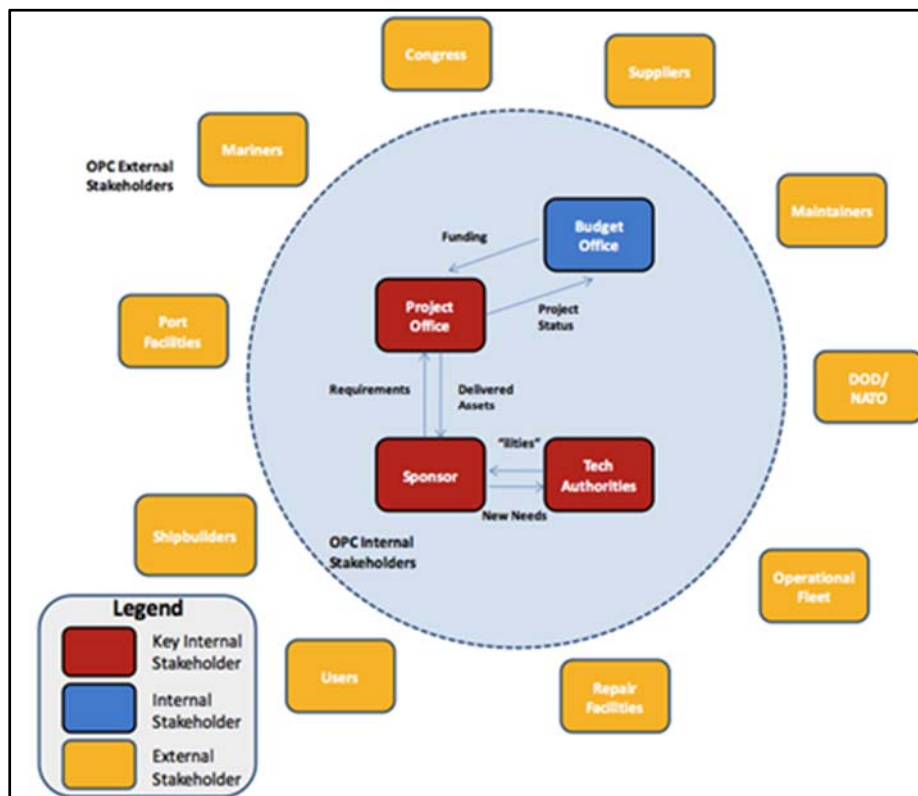 Congress
Suppliers
Mariners
OPC External
Stakeholders
Maintainers
Budget
Office
Funding
Project
Office
Project
Status
Port
Facilities
DOD/
NATO
Requirements
Delivered
Assets
"ilities"
Sponsor
Tech
Authorities
New Needs
Shipbuilders
OPC Internal
Stakeholders
Operational
Fleet
Users
Repair
Facilities
Legend
Key Internal
Stakeholder
Internal
Stakeholder
External
Stakeholder